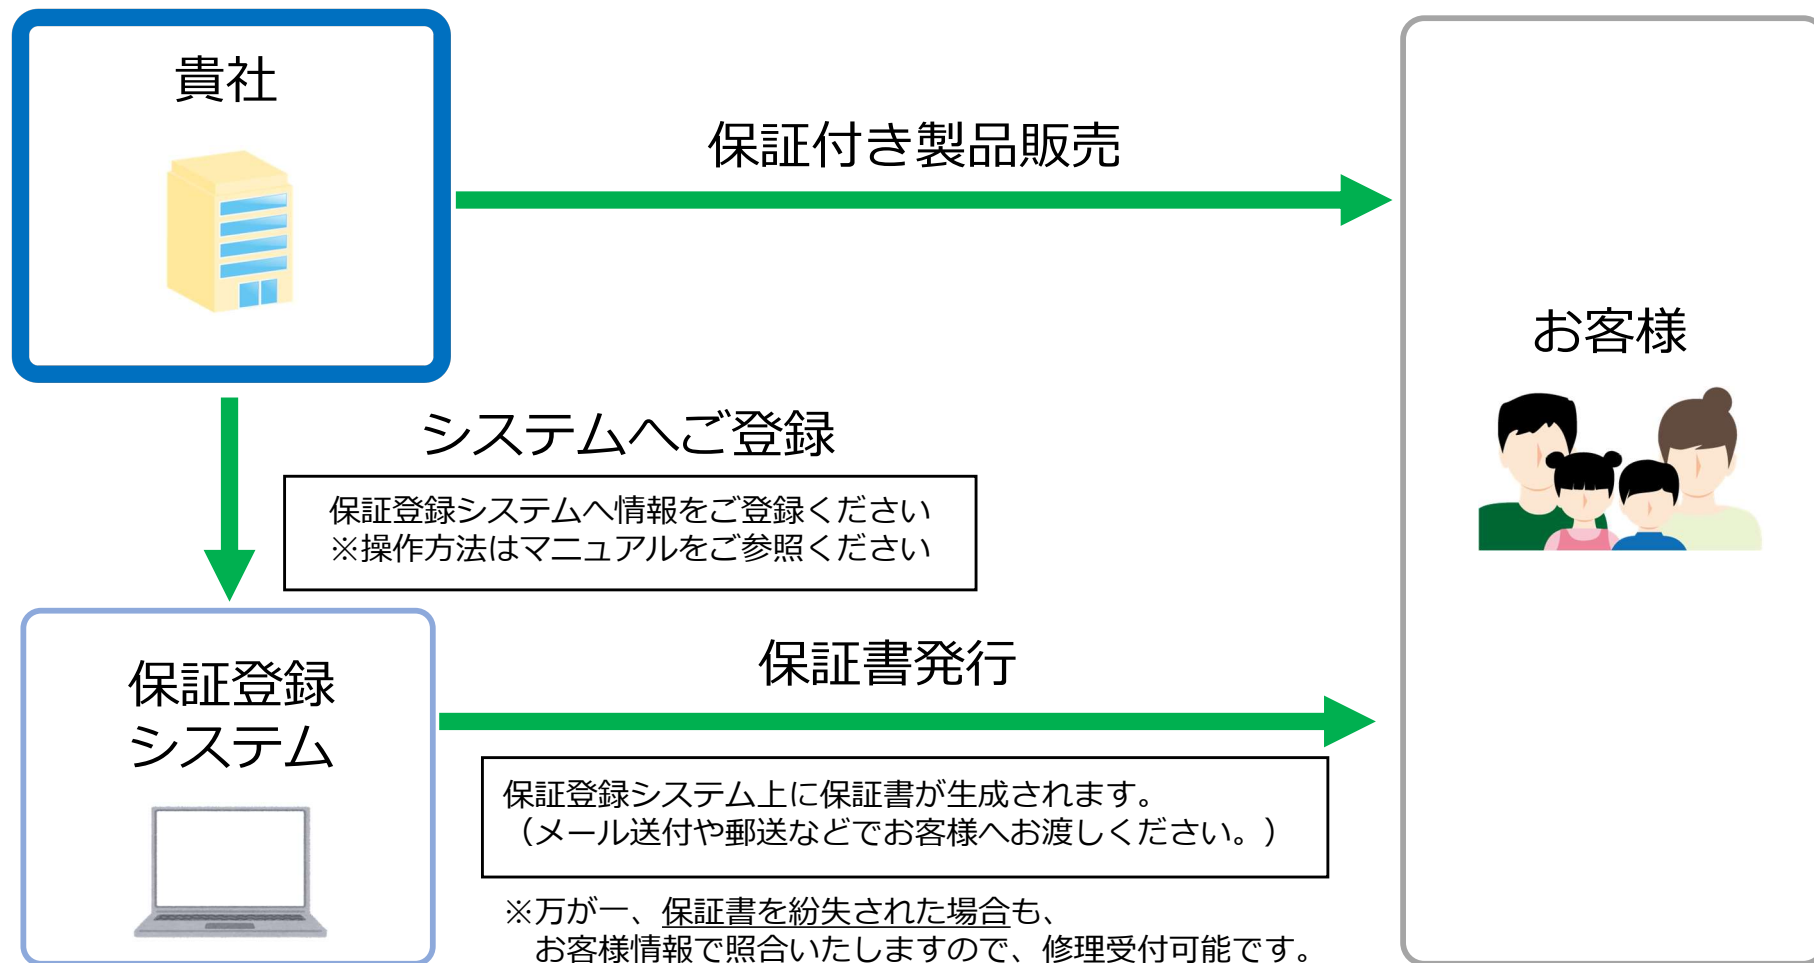 貴社
保証付き製品販売
お客様
システムへご登録
保証登録システムへ情報をご登録ください
※操作方法はマニュアルをご参照ください
保証登録
システム
保証書発行
保証登録システム上に保証書が生成されます。
（メール送付や郵送などでお客様へお渡しください。）
※万が一、保証書を紛失された場合も、
お客様情報で照合いたしますので、修理受付可能です。